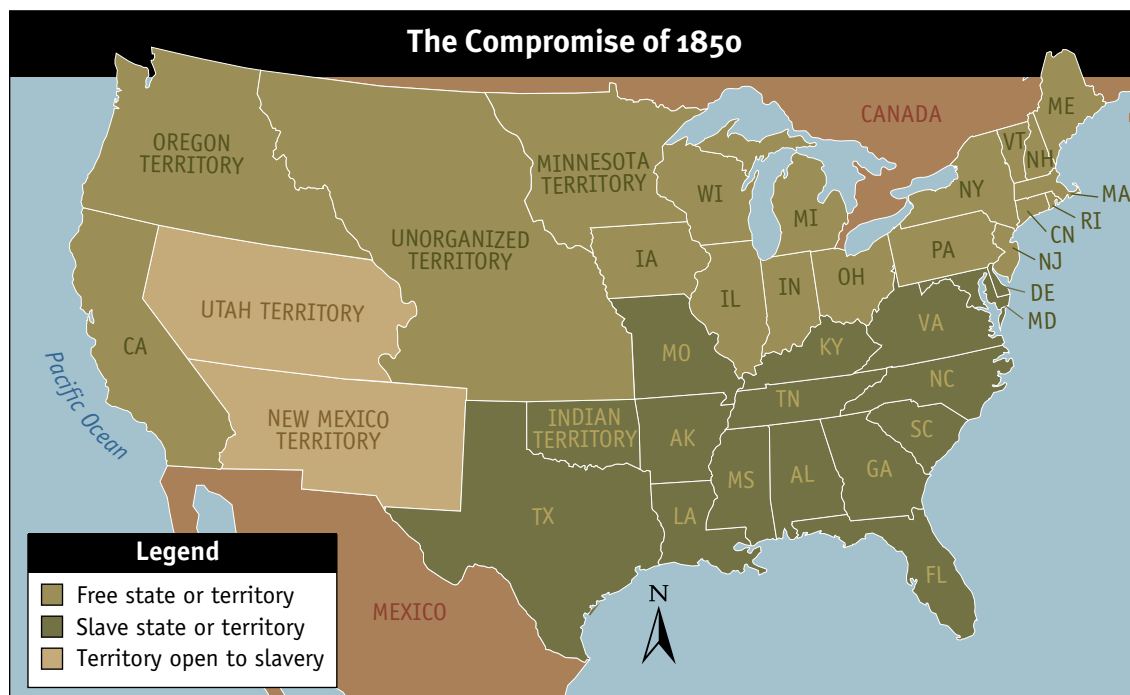 The Compromise of 1850
CANADA
ME
OREGON
TERRITORY
VT
NH
MINNESOTA
TERRITORY
NY
MA
WI
MI
RI
CN
UNORGANIZED
TERRITORY
PA
NJ
IA
OH
IL
IN
DE
UTAH TERRITORY
MD
VA
CA
MO
KY
Pacific Ocean
NC
TN
NEW MEXICO
TERRITORY
INDIAN
TERRITORY
AK
SC
MS
AL
GA
TX
LA
FL
MEXICO
N
Legend
Free state or territory
Slave state or territory
Territory open to slavery